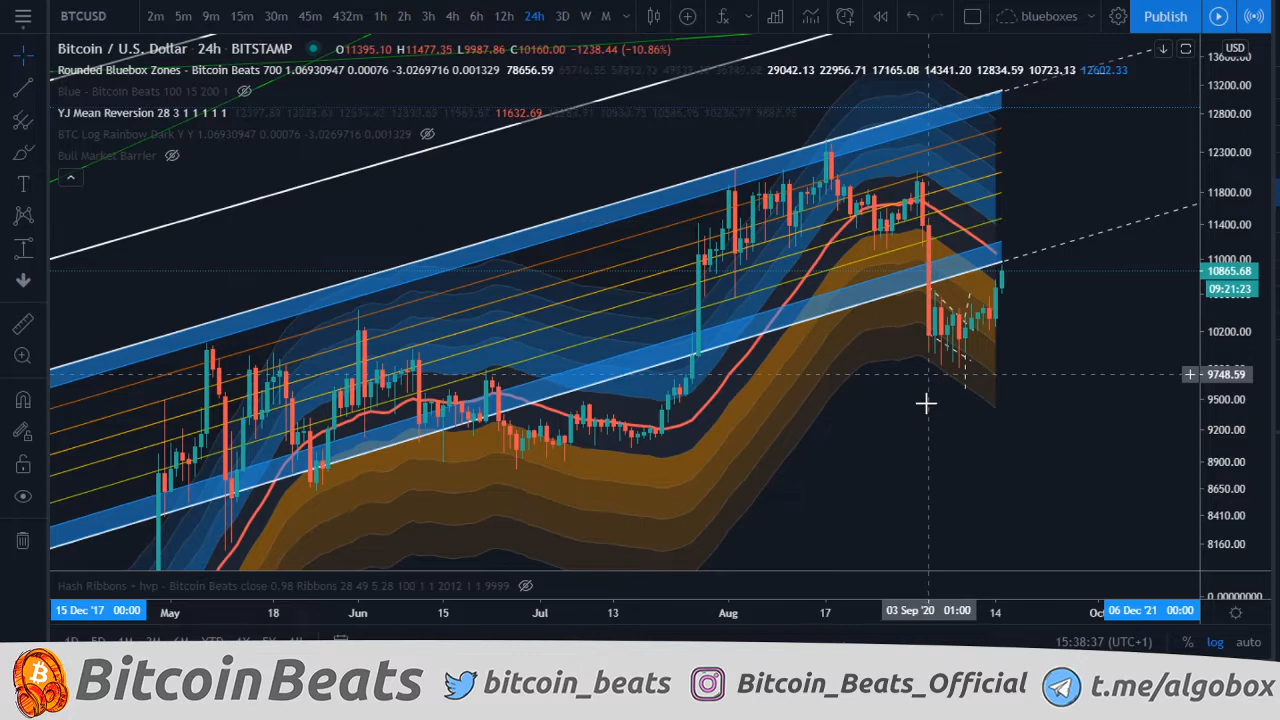 BTCUSD 2m 5m 9m 15m 30m 45m 432m 1h 2h 3h 4h 6h 12h 24h 3D W M blueboxes Publish
Bitcoin / U.S. Dollar · 24h · BITSTAMP O11395.10 H11477.35 L9987.86 C10160.00 -1238.44 (-10.86%) USD
Rounded Bluebox Zones - Bitcoin Beats 700 1.06930947 0.00076 -3.0269716 0.001329 78656.59 29042.13 22956.71 17165.08 14341.20 12834.59 10723.13 12602.33
Blue - Bitcoin Beats 100 15 200 1
YJ Mean Reversion 28 3 1 1 1 1 1 11632.69
BTC Log Rainbow Dark Y Y 1.06930947 0.00076 -3.0269716 0.001329
Bull Market Barrier
13600.00
13200.00
12800.00
12300.00
11800.00
11400.00
11000.00
10865.68
09:21:23
10200.00
9748.59
9500.00
9200.00
8900.00
8650.00
8410.00
8160.00
Hash Ribbons + hvp - Bitcoin Beats close 0.98 Ribbons 28 49 5 28 100 1 1 2012 1 1 9999
0.00000000
15 Dec '17 00:00 May 18 Jun 15 Jul 13 Aug 17 03 Sep '20 01:00 14 Oct 06 Dec '21 00:00
15:38:37 (UTC+1) % log auto
Bitcoin Beats bitcoin_beats Bitcoin_Beats_Official t.me/algobox